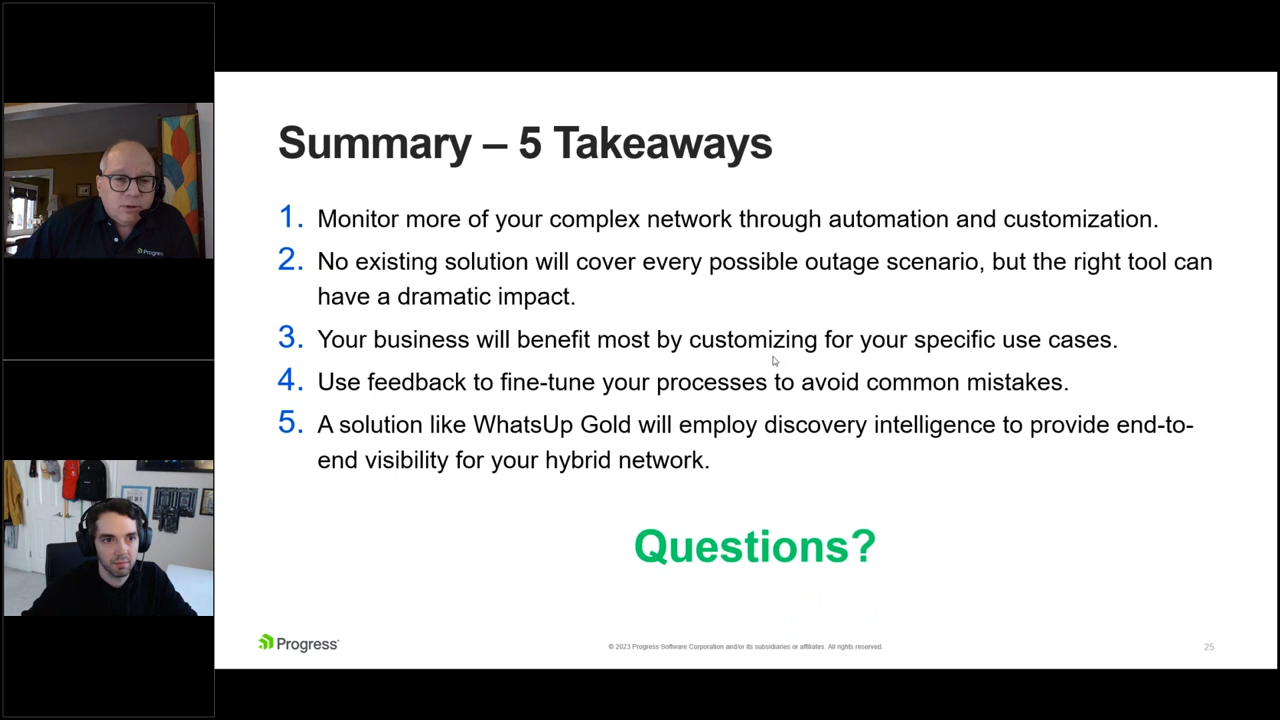 Summary – 5 Takeaways
1. Monitor more of your complex network through automation and customization.
2. No existing solution will cover every possible outage scenario, but the right tool can
have a dramatic impact.
3. Your business will benefit most by customizing for your specific use cases.
4. Use feedback to fine-tune your processes to avoid common mistakes.
5. A solution like WhatsUp Gold will employ discovery intelligence to provide end-to-
end visibility for your hybrid network.
Questions?
Progress
© 2023 Progress Software Corporation and/or its subsidiaries or affiliates. All rights reserved.
25
Progress